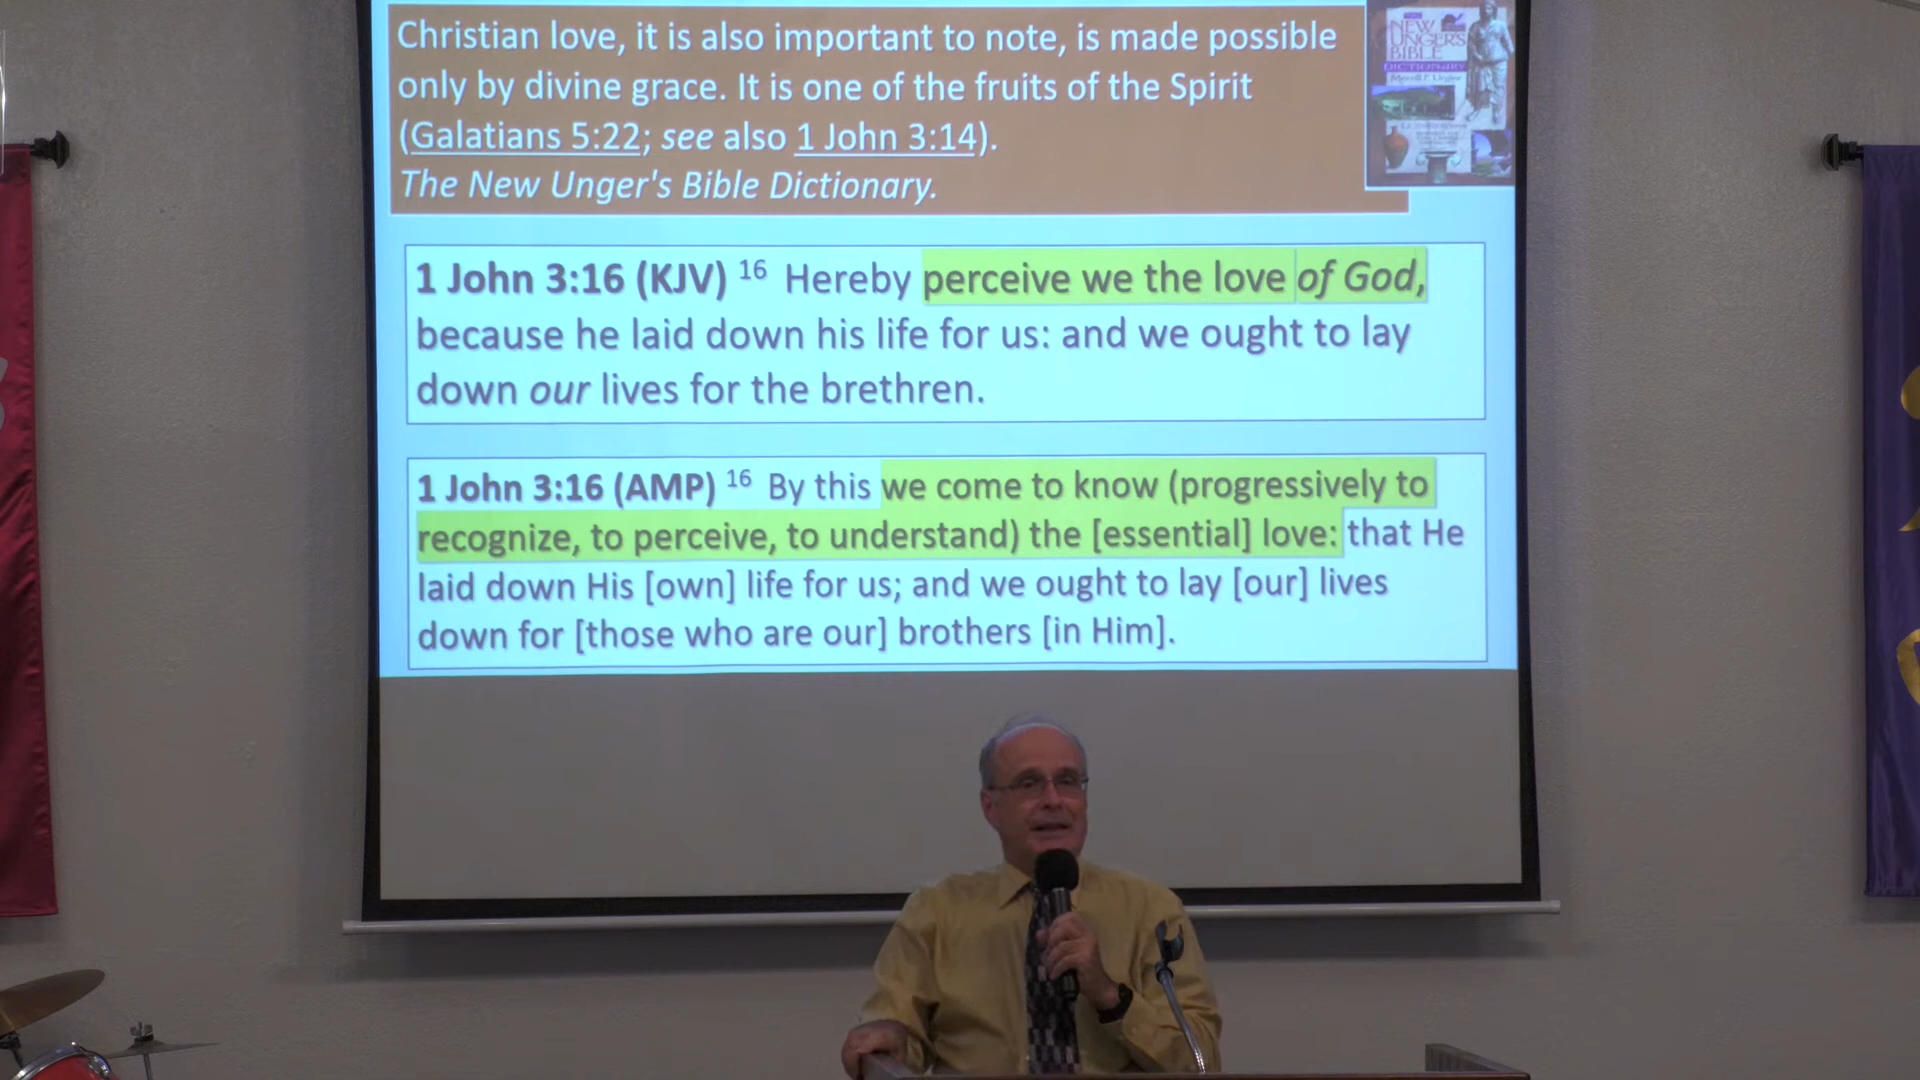 Christian love, it is also important to note, is made possible
only by divine grace. It is one of the fruits of the Spirit
(Galatians 5:22; see also 1 John 3:14).
The New Unger's Bible Dictionary.
THE
NEW
UNGER'S
BIBLE
DICTIONARY
Merrill F. Unger
1 John 3:16 (KJV) 16 Hereby perceive we the love of God,
because he laid down his life for us: and we ought to lay
down our lives for the brethren.
1 John 3:16 (AMP) 16 By this we come to know (progressively to
recognize, to perceive, to understand) the [essential] love: that He
laid down His [own] life for us; and we ought to lay [our] lives
down for [those who are our] brothers [in Him].